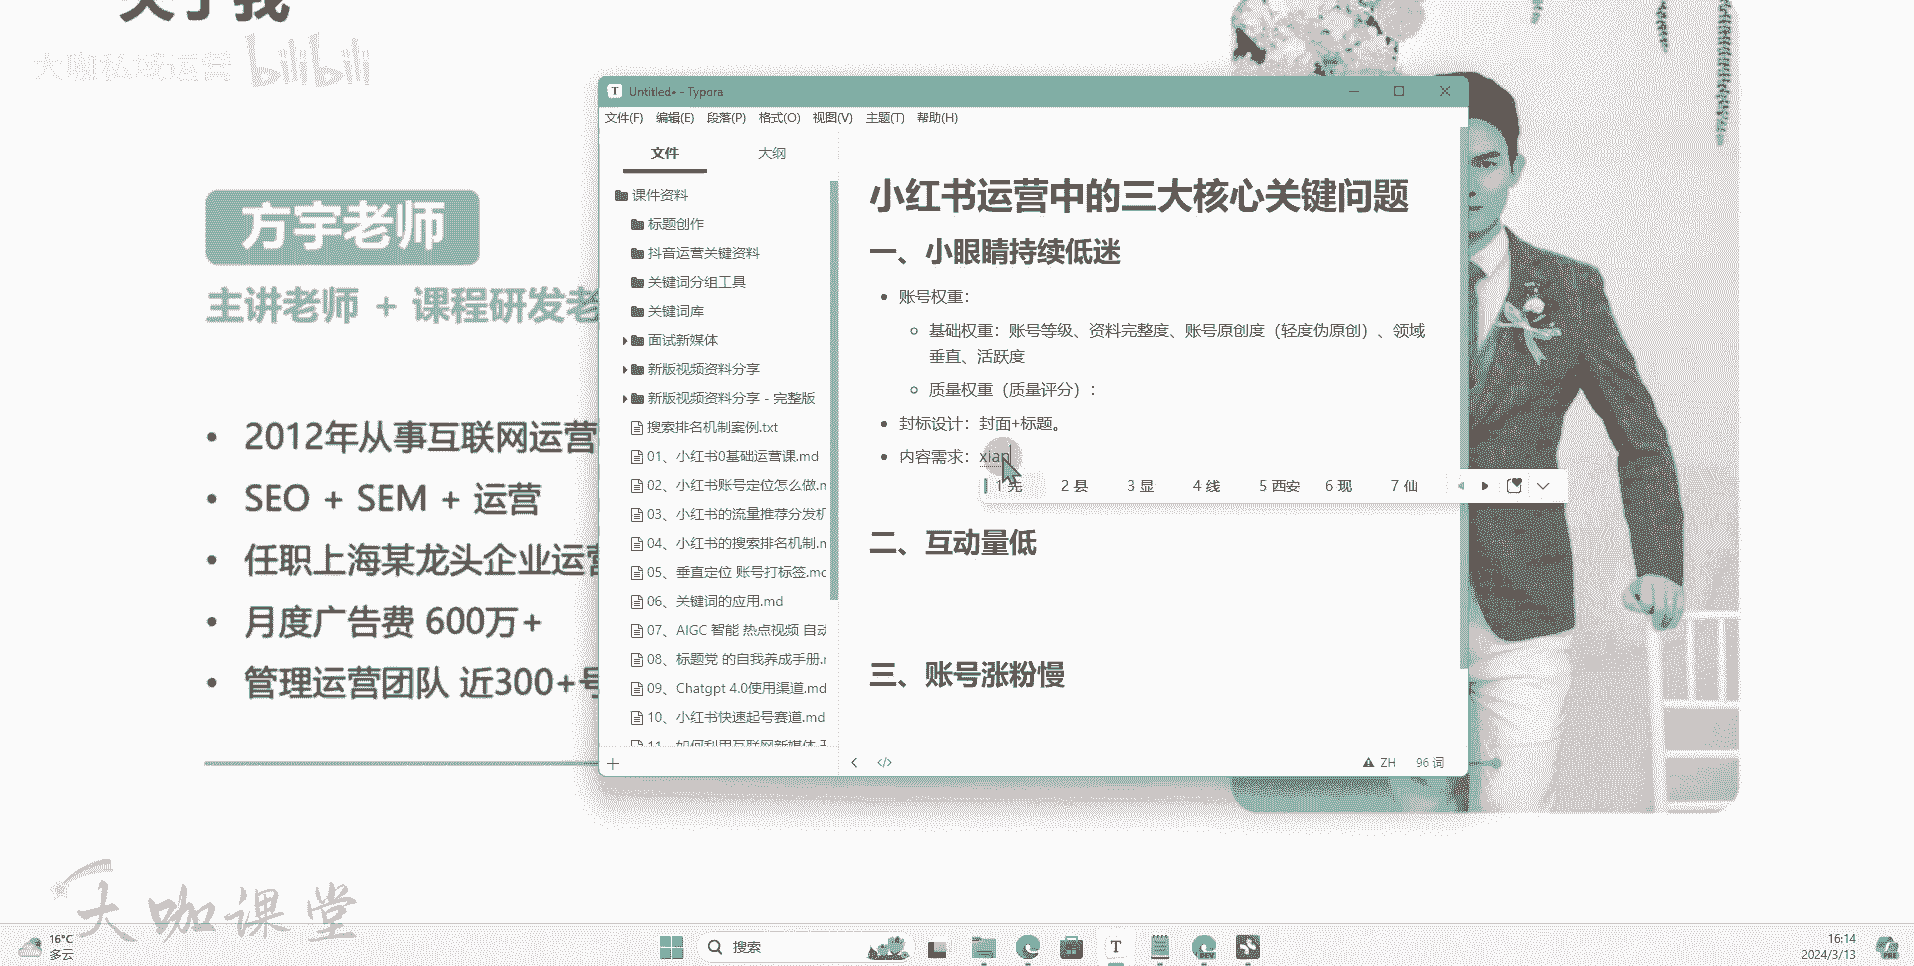 关于我
大咖私域运营 bilibili
方宇老师
主讲老师 + 课程研发老
• 2012年从事互联网运营
• SEO + SEM + 运营
• 任职上海某龙头企业运营
• 月度广告费 600万+
• 管理运营团队 近300+号
Untitled• - Typora
文件(F) 编辑(E) 段落(P) 格式(O) 视图(V) 主题(T) 帮助(H)
文件 大纲
课件资料
标题创作
抖音运营关键资料
关键词分组工具
关键词库
面试新媒体
新版视频资料分享
新版视频资料分享 - 完整版
搜索排名机制案例.txt
01、小红书0基础运营课.md
02、小红书账号定位怎么做.m
03、小红书的流量推荐分发机
04、小红书的搜索排名机制.m
05、垂直定位 账号打标签.md
06、关键词的应用.md
07、AIGC 智能 热点视频 自动
08、标题党 的自我养成手册.
09、Chatgpt 4.0使用渠道.md
10、小红书快速起号赛道.md
11、如何利用互联网新媒体
小红书运营中的三大核心关键问题
一、小眼睛持续低迷
• 账号权重：
基础权重：账号等级、资料完整度、账号原创度（轻度伪原创）、领域
垂直、活跃度
质量权重（质量评分）：
• 封标设计：封面+标题。
• 内容需求：xian
1 先 2 县 3 显 4 线 5 西安 6 现 7 仙
二、互动量低
三、账号涨粉慢
ZH 96 词
大咖课堂
16°C
多云
搜索
16:14
2024/3/13